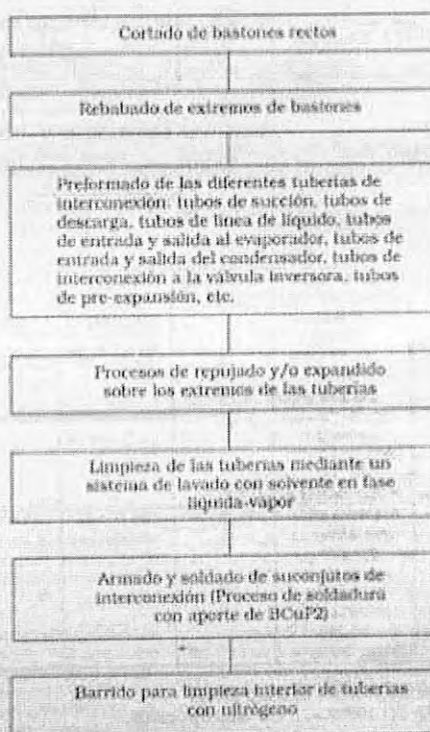 Cortado de bastones rectos
Rebabado de extremos de bastones
Preformado de las diferentes tuberías de
interconexión: tubos de succión, tubos de
descarga, tubos de línea de líquido, tubos
de entrada y salida al evaporador, tubos de
entrada y salida del condensador, tubos de
interconexión a la válvula inversora, tubos
de pre-expansión, etc.
Procesos de repujado y/o expandido
sobre los extremos de las tuberías
Limpieza de las tuberías mediante un
sistema de lavado con solvente en fase
líquida-vapor
Armado y soldado de suconjutos de
interconexión (Proceso de soldadura
con aporte de BCuP2)
Barrido para limpieza interior de tuberías
con nitrógeno